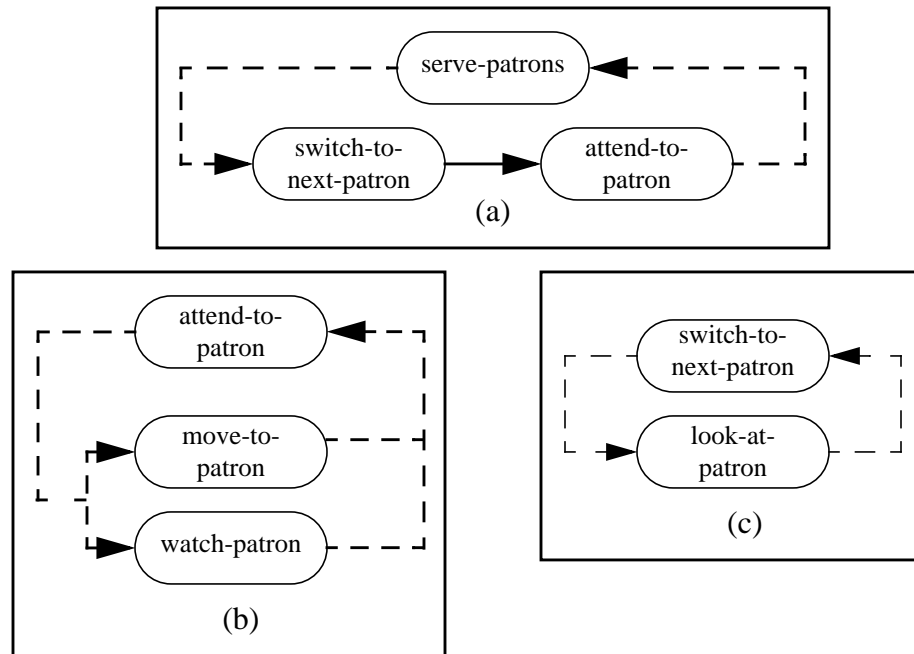 serve-patrons
switch-to-
next-patron
attend-to-
patron
(a)
attend-to-
patron
move-to-
patron
watch-patron
(b)
switch-to-
next-patron
look-at-
patron
(c)